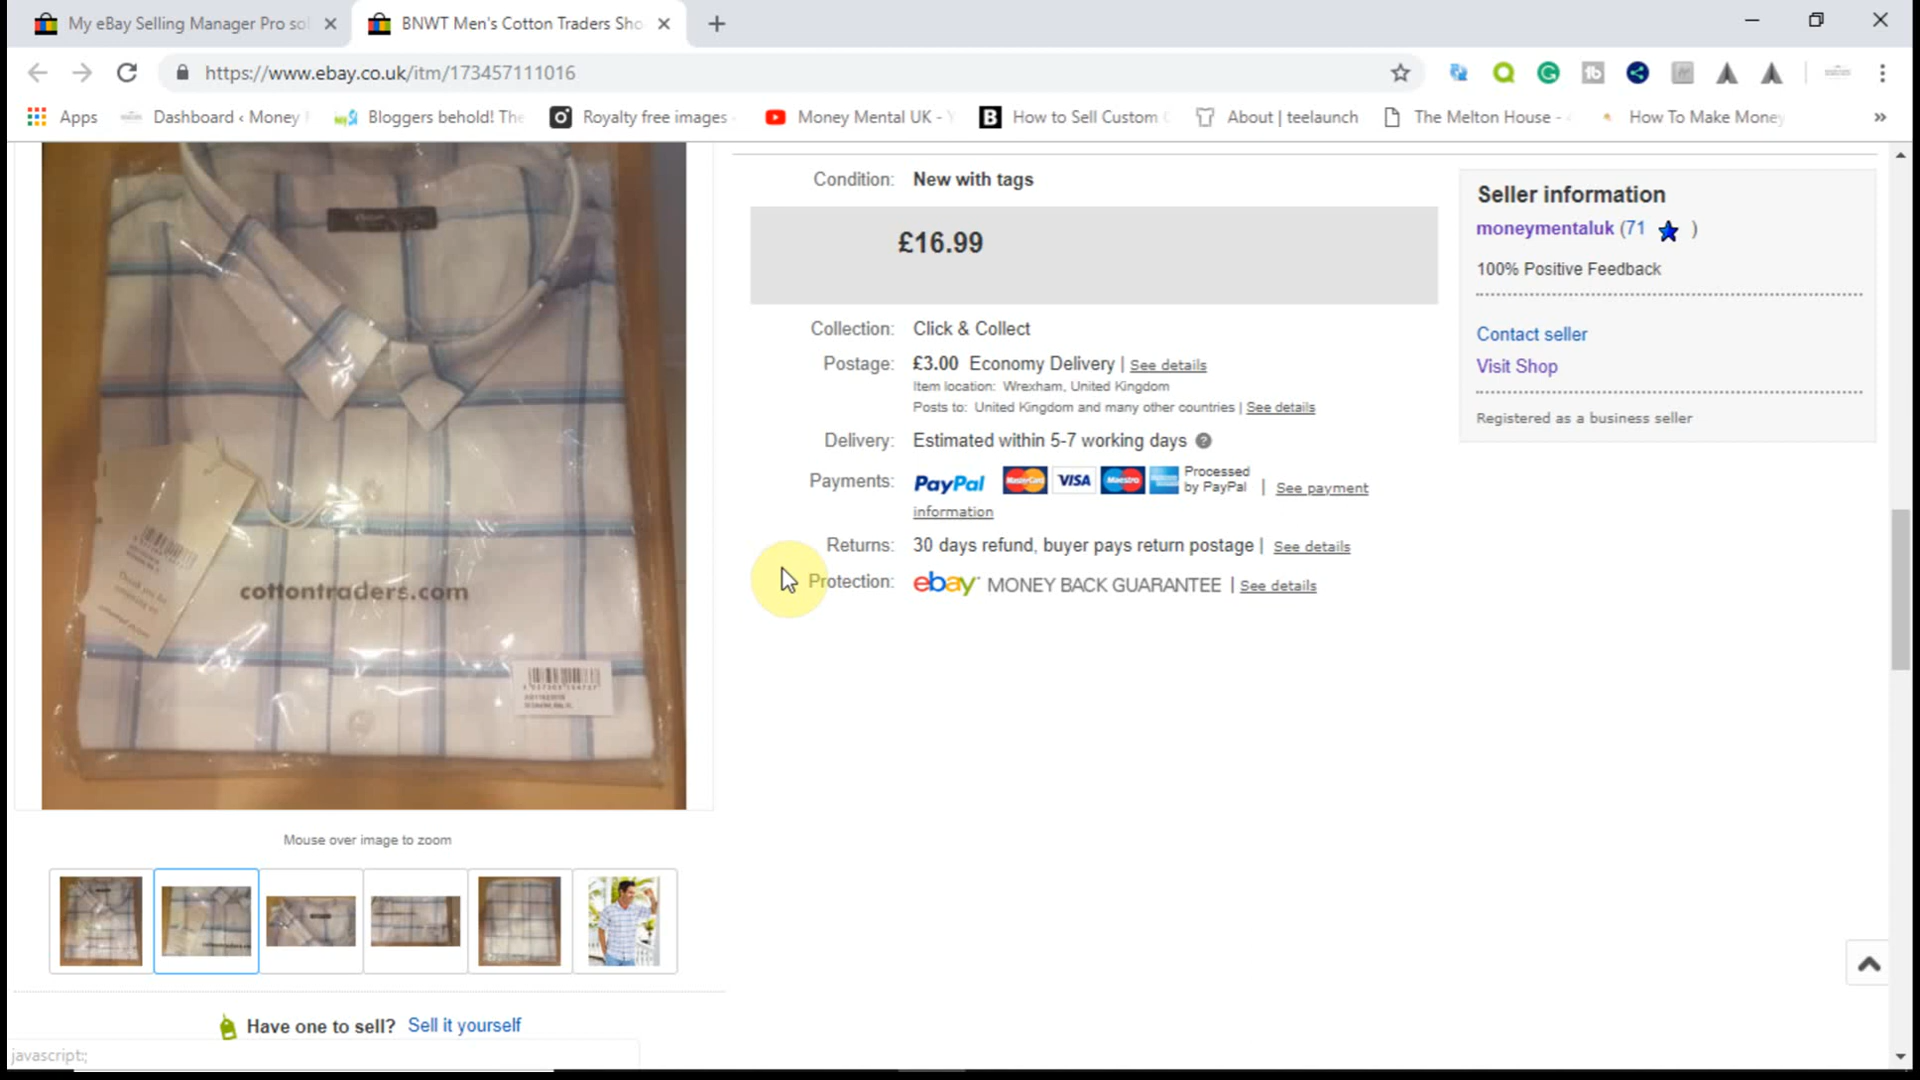 My eBay Selling Manager Pro sol
BNWT Men's Cotton Traders Sho
https://www.ebay.co.uk/itm/173457111016
Apps
Dashboard ‹ Money
Bloggers behold! The
Royalty free images
Money Mental UK - Y
How to Sell Custom
About | teelaunch
The Melton House -
How To Make Money
»
cottontraders.com
Condition: New with tags
£16.99
Collection: Click & Collect
Postage: £3.00 Economy Delivery | See details
Item location: Wrexham, United Kingdom
Posts to: United Kingdom and many other countries | See details
Delivery: Estimated within 5-7 working days
Payments: PayPal MasterCard VISA Maestro Processed by PayPal | See payment
information
Returns: 30 days refund, buyer pays return postage | See details
Protection: ebay MONEY BACK GUARANTEE | See details
Seller information
moneymentaluk (71 )
100% Positive Feedback
Contact seller
Visit Shop
Registered as a business seller
Mouse over image to zoom
Have one to sell? Sell it yourself
javascript:;